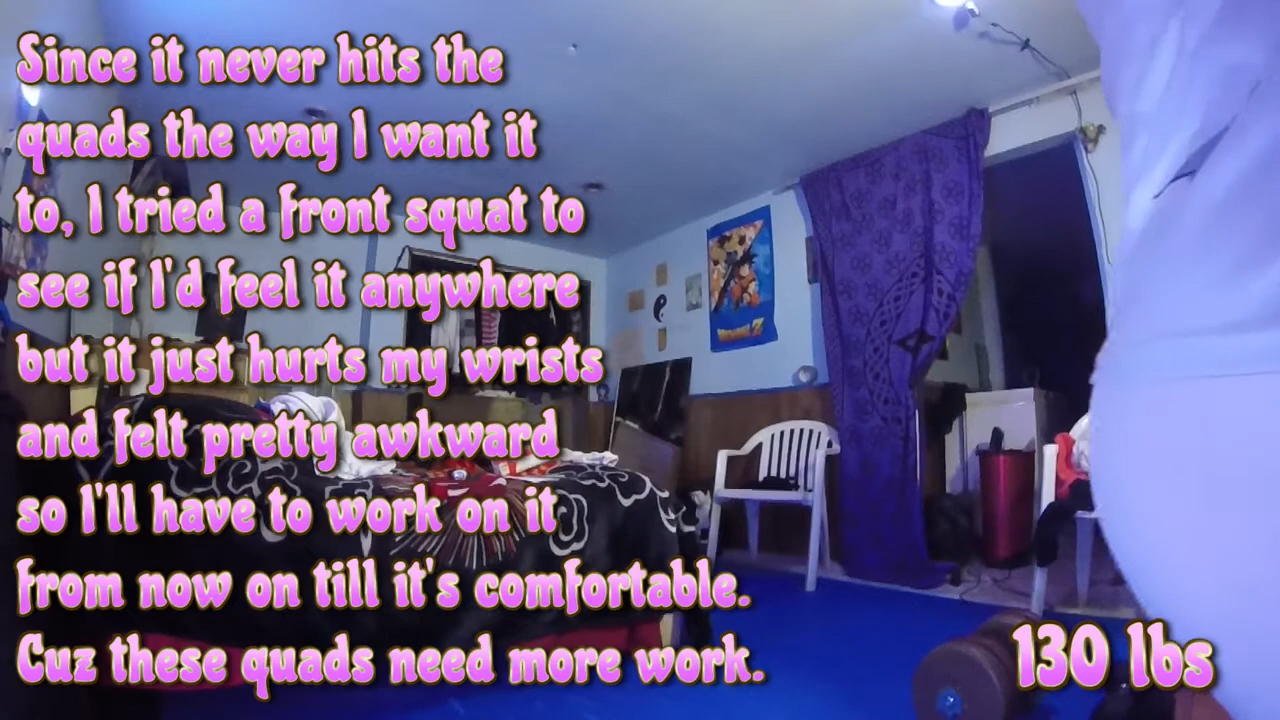 Since it never hits the
quads the way I want it
to, I tried a front squat to
see if I'd feel it anywhere
but it just hurts my wrists
and felt pretty awkward
so I'll have to work on it
from now on till it's comfortable.
Cuz these quads need more work.
130 lbs